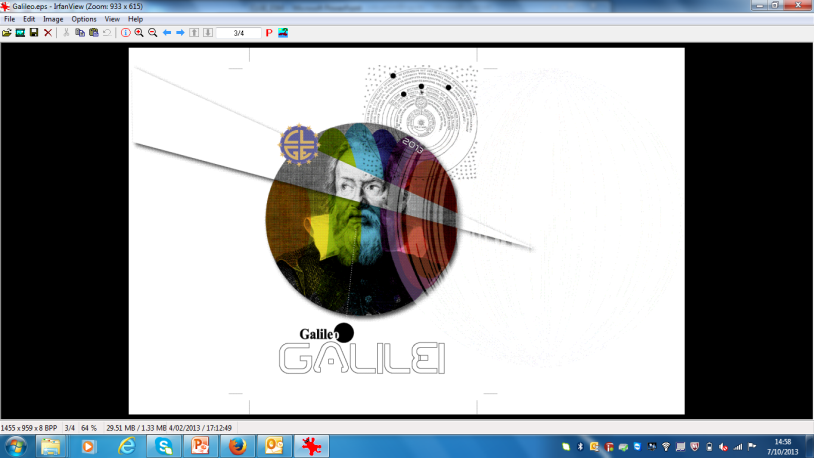 Galileo.eps - IrfanView (Zoom: 933 x 615)
File Edit Image Options View Help
3/4
CL
GE
2013
Galileo
GALILEI
1455 x 959 x 8 BPP 3/4 64 % 29.51 MB / 1.33 MB 4/02/2013 / 17:12:49
14:58
7/10/2013